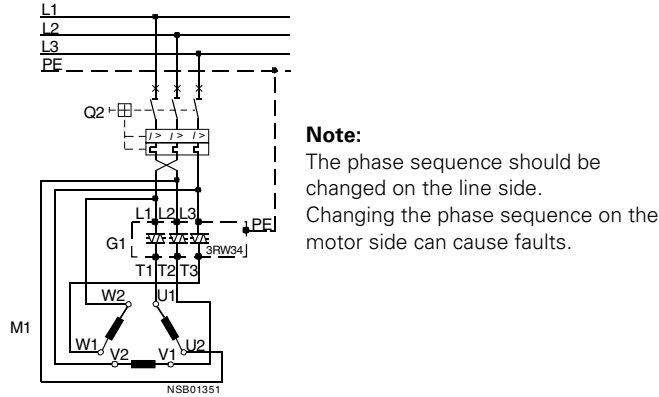 L1
L2
L3
PE
Q2
I > I > I >
Note:
The phase sequence should be
changed on the line side.
Changing the phase sequence on the
motor side can cause faults.
L1 L2 L3 PE
G1
3RW34
T1 T2 T3
W2 U1
M1
W1 V2 V1 U2
NSB01351